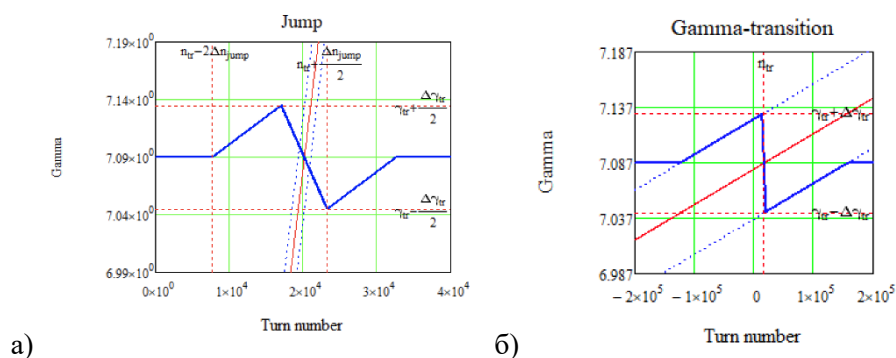 Jump
7.19×10⁰
7.14×10⁰
7.09×10⁰
7.04×10⁰
6.99×10⁰
Gamma
n_tr−2Δn_jump
n_tr+Δn_jump/2
γ_tr+Δγ_tr/2
γ_tr−Δγ_tr/2
0×10⁰ 1×10⁴ 2×10⁴ 3×10⁴ 4×10⁴
Turn number
а)
Gamma-transition
7.187
7.137
7.087
7.037
6.987
Gamma
n_tr
γ_tr+Δγ_tr
γ_tr−Δγ_tr
−2×10⁵ −1×10⁵ 0 1×10⁵ 2×10⁵
Turn number
б)